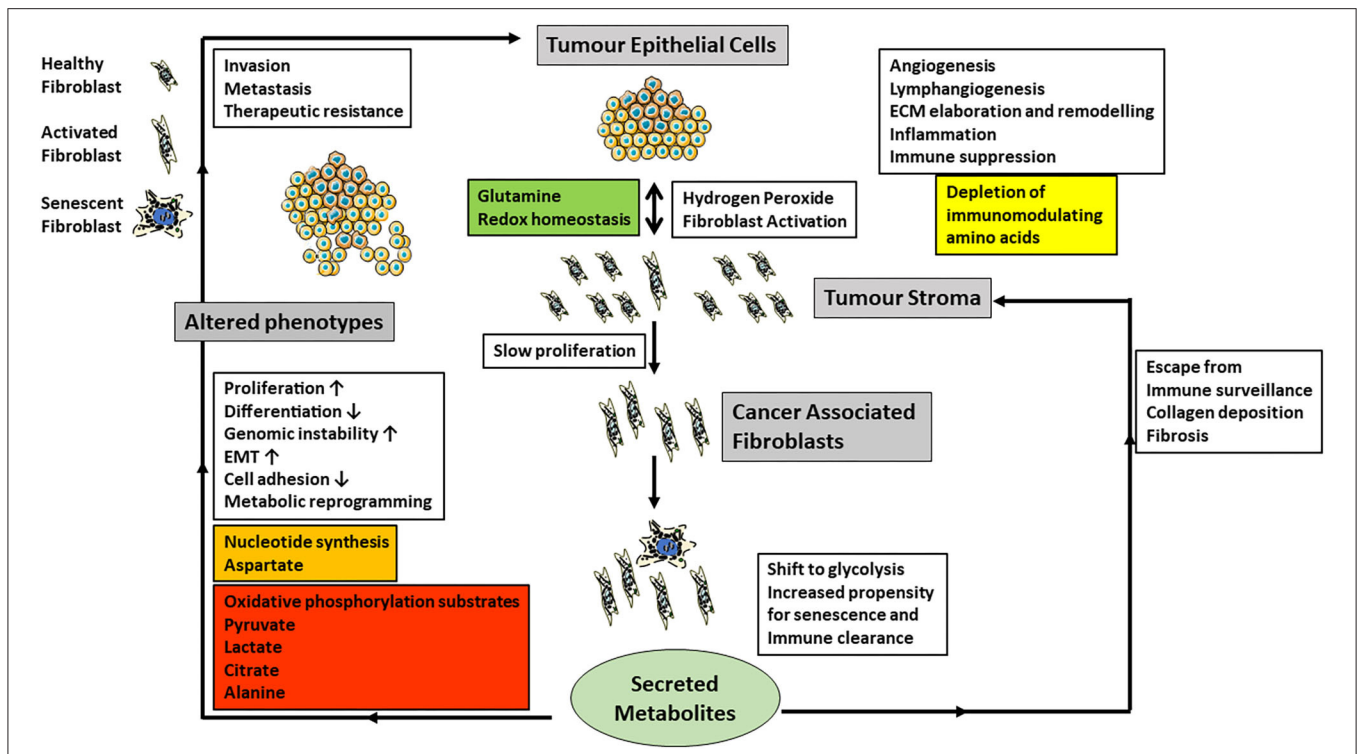 Healthy
Fibroblast
Activated
Fibroblast
Senescent
Fibroblast
Invasion
Metastasis
Therapeutic resistance
Tumour Epithelial Cells
Angiogenesis
Lymphangiogenesis
ECM elaboration and remodelling
Inflammation
Immune suppression
Depletion of
immunomodulating
amino acids
Glutamine
Redox homeostasis
Hydrogen Peroxide
Fibroblast Activation
Tumour Stroma
Altered phenotypes
Slow proliferation
Escape from
Immune surveillance
Collagen deposition
Fibrosis
Proliferation ↑
Differentiation ↓
Genomic instability ↑
EMT ↑
Cell adhesion ↓
Metabolic reprogramming
Cancer Associated
Fibroblasts
Nucleotide synthesis
Aspartate
Oxidative phosphorylation substrates
Pyruvate
Lactate
Citrate
Alanine
Shift to glycolysis
Increased propensity
for senescence and
Immune clearance
Secreted
Metabolites